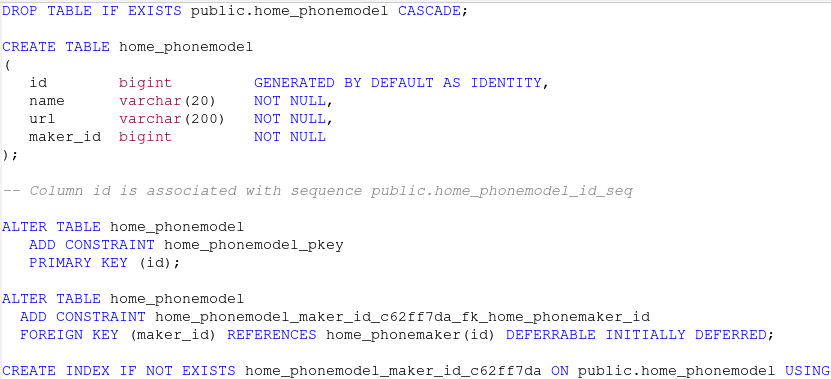 DROP TABLE IF EXISTS public.home_phonemodel CASCADE;
CREATE TABLE home_phonemodel
(
id bigint GENERATED BY DEFAULT AS IDENTITY,
name varchar(20) NOT NULL,
url varchar(200) NOT NULL,
maker_id bigint NOT NULL
);
-- Column id is associated with sequence public.home_phonemodel_id_seq
ALTER TABLE home_phonemodel
ADD CONSTRAINT home_phonemodel_pkey
PRIMARY KEY (id);
ALTER TABLE home_phonemodel
ADD CONSTRAINT home_phonemodel_maker_id_c62ff7da_fk_home_phonemaker_id
FOREIGN KEY (maker_id) REFERENCES home_phonemaker(id) DEFERRABLE INITIALLY DEFERRED;
CREATE INDEX IF NOT EXISTS home_phonemodel_maker_id_c62ff7da ON public.home_phonemodel USING